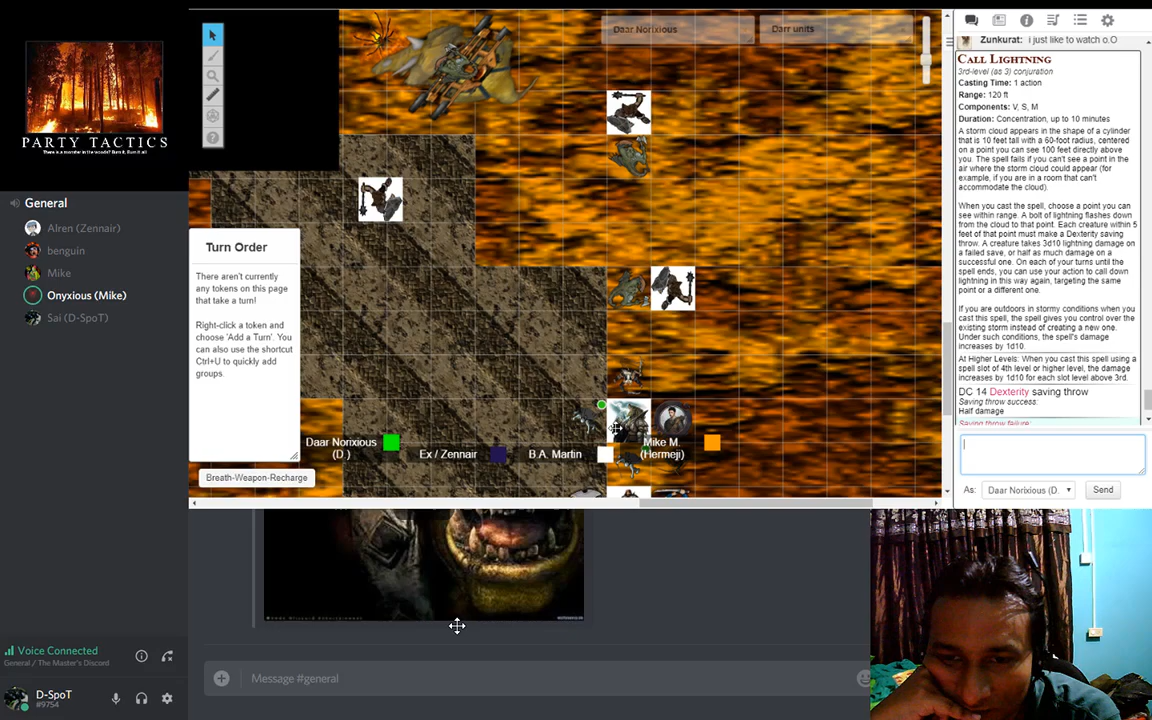 PARTY TACTICS
There is a monster in the woods? Burn it, Burn it all!
General
Alren (Zennair)
benguin
Mike
Onyxious (Mike)
Sai (D-SpoT)
Voice Connected
General / The Master's Discord
D-SpoT
#9754
Daar Norixious
Darr units
Turn Order
There aren't currently
any tokens on this page
that take a turn!
Right-click a token and
choose 'Add a Turn'. You
can also use the shortcut
Ctrl+U to quickly add
groups.
Breath-Weapon-Recharge
Daar Norixious
(D.)
Ex / Zennair
B.A. Martin
Mike M.
(Hermeji)
Message #general
Zunkurat: i just like to watch o.O
CALL LIGHTNING
3rd-level (as 3) conjuration
Casting Time: 1 action
Range: 120 ft
Components: V, S, M
Duration: Concentration, up to 10 minutes
A storm cloud appears in the shape of a cylinder
that is 10 feet tall with a 60-foot radius, centered
on a point you can see 100 feet directly above
you. The spell fails if you can't see a point in the
air where the storm cloud could appear (for
example, if you are in a room that can't
accommodate the cloud).
When you cast the spell, choose a point you can
see within range. A bolt of lightning flashes down
from the cloud to that point. Each creature within 5
feet of that point must make a Dexterity saving
throw. A creature takes 3d10 lightning damage on
a failed save, or half as much damage on a
successful one. On each of your turns until the
spell ends, you can use your action to call down
lightning in this way again, targeting the same
point or a different one.
If you are outdoors in stormy conditions when you
cast this spell, the spell gives you control over the
existing storm instead of creating a new one.
Under such conditions, the spell's damage
increases by 1d10.
At Higher Levels: When you cast this spell using a
spell slot of 4th level or higher level, the damage
increases by 1d10 for each slot level above 3rd.
DC 14 Dexterity saving throw
Saving throw success:
Half damage
Saving throw failure:
As:
Daar Norixious (D.
Send